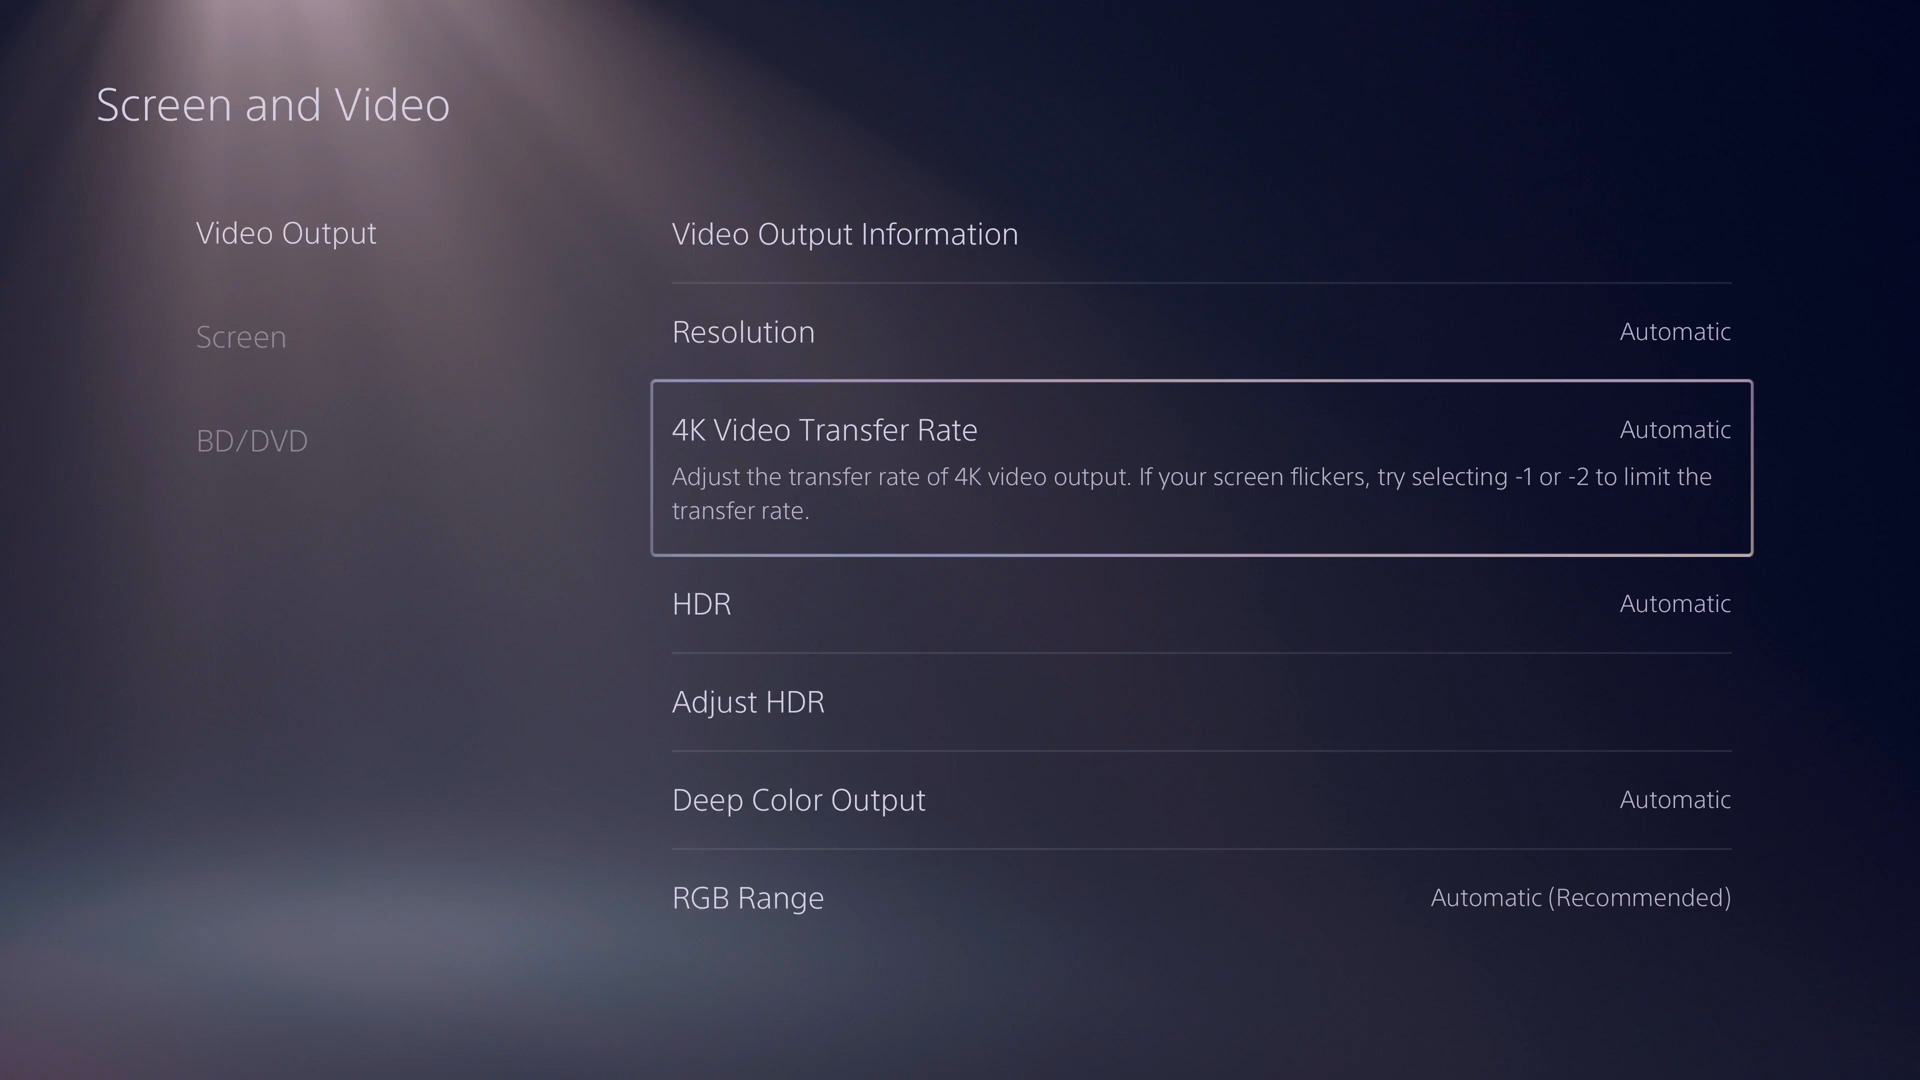 Screen and Video
Video Output
Screen
BD/DVD
Video Output Information
Resolution Automatic
4K Video Transfer Rate Automatic
Adjust the transfer rate of 4K video output. If your screen flickers, try selecting -1 or -2 to limit the
transfer rate.
HDR Automatic
Adjust HDR
Deep Color Output Automatic
RGB Range Automatic (Recommended)